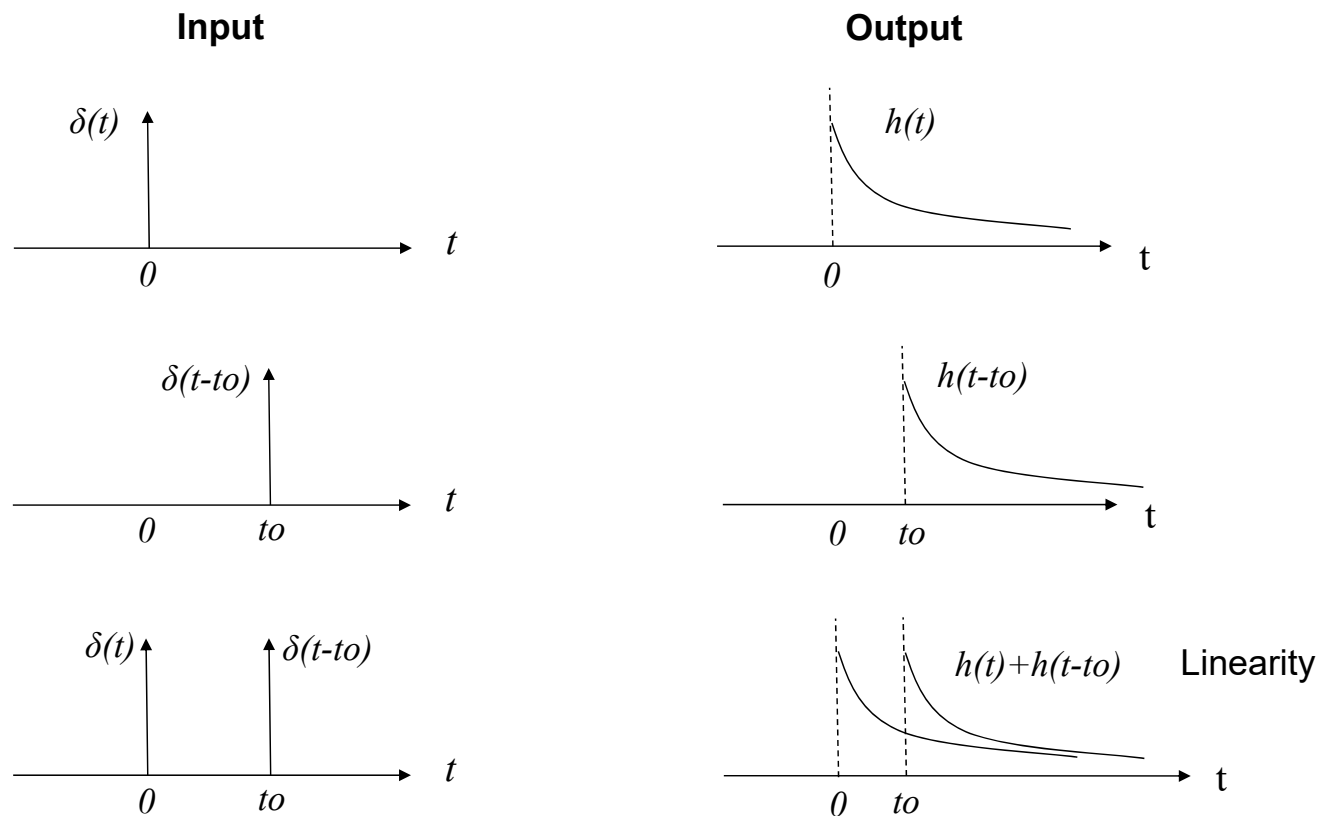 Input Output
δ(t) h(t)
t t
0 0
δ(t-to) h(t-to)
t t
0 to 0 to
δ(t) δ(t-to) h(t)+h(t-to) Linearity
t t
0 to 0 to